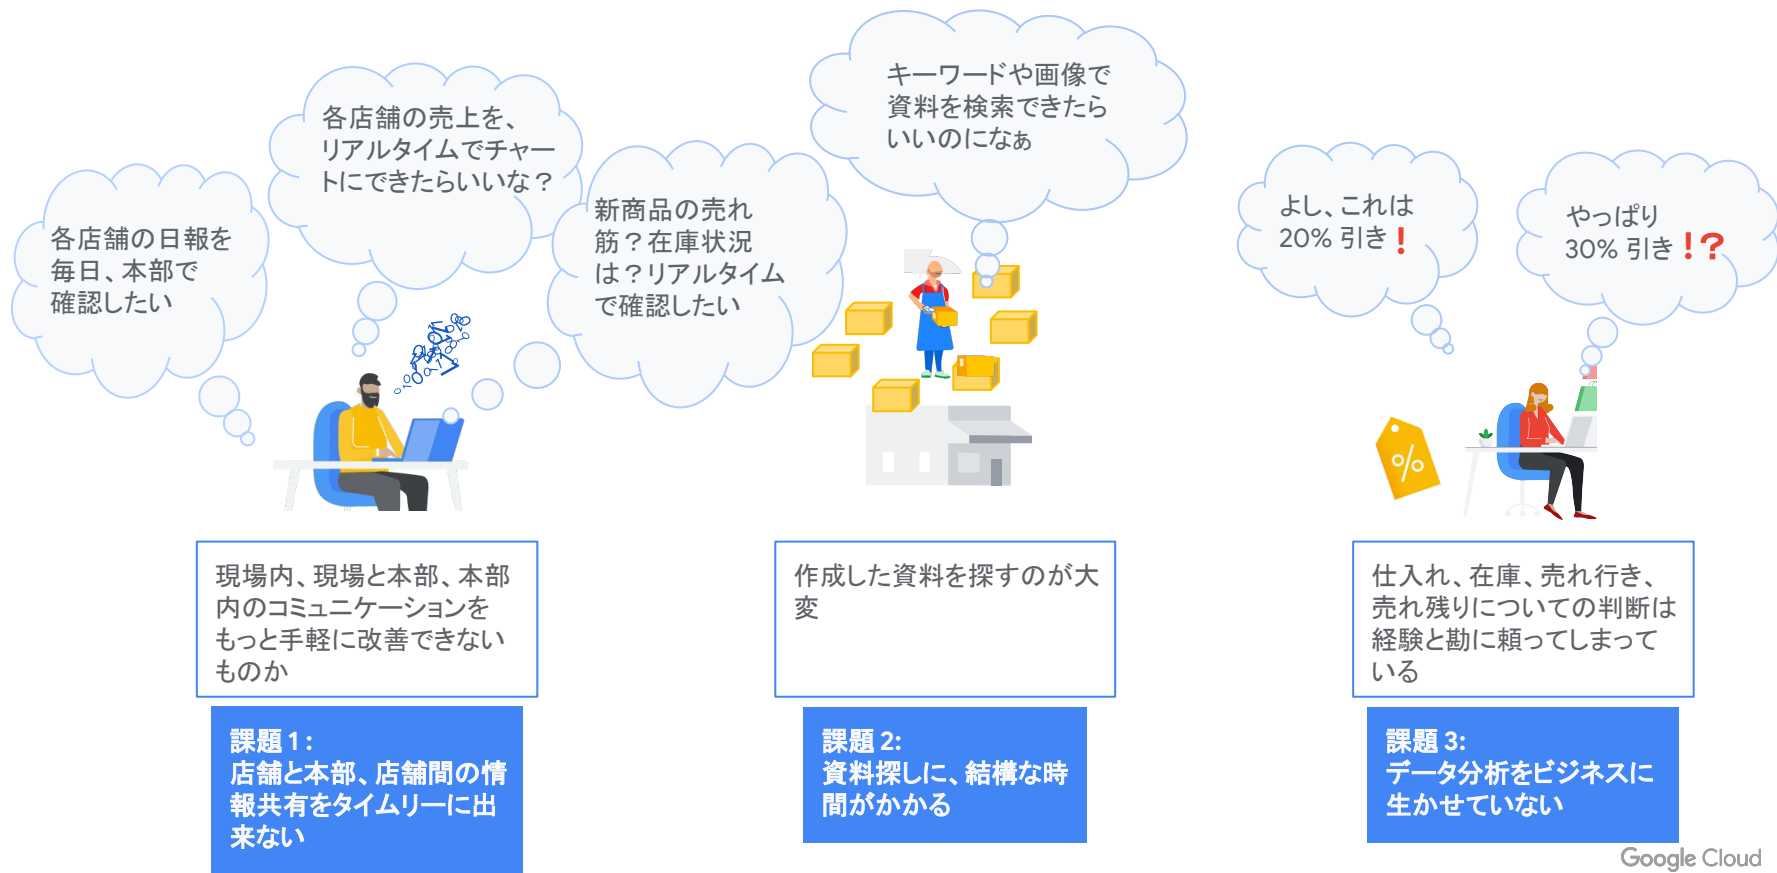 各店舗の日報を
毎日、本部で
確認したい
各店舗の売上を、
リアルタイムでチャー
トにできたらいいな？
新商品の売れ
筋？在庫状況
は？リアルタイム
で確認したい
キーワードや画像で
資料を検索できたら
いいのになぁ
よし、これは
20% 引き！
やっぱり
30% 引き！？
%
現場内、現場と本部、本部
内のコミュニケーションを
もっと手軽に改善できない
ものか
課題 1：
店舗と本部、店舗間の情
報共有をタイムリーに出
来ない
作成した資料を探すのが大
変
課題 2:
資料探しに、結構な時
間がかかる
仕入れ、在庫、売れ行き、
売れ残りについての判断は
経験と勘に頼ってしまって
いる
課題 3:
データ分析をビジネスに
生かせていない
Google Cloud